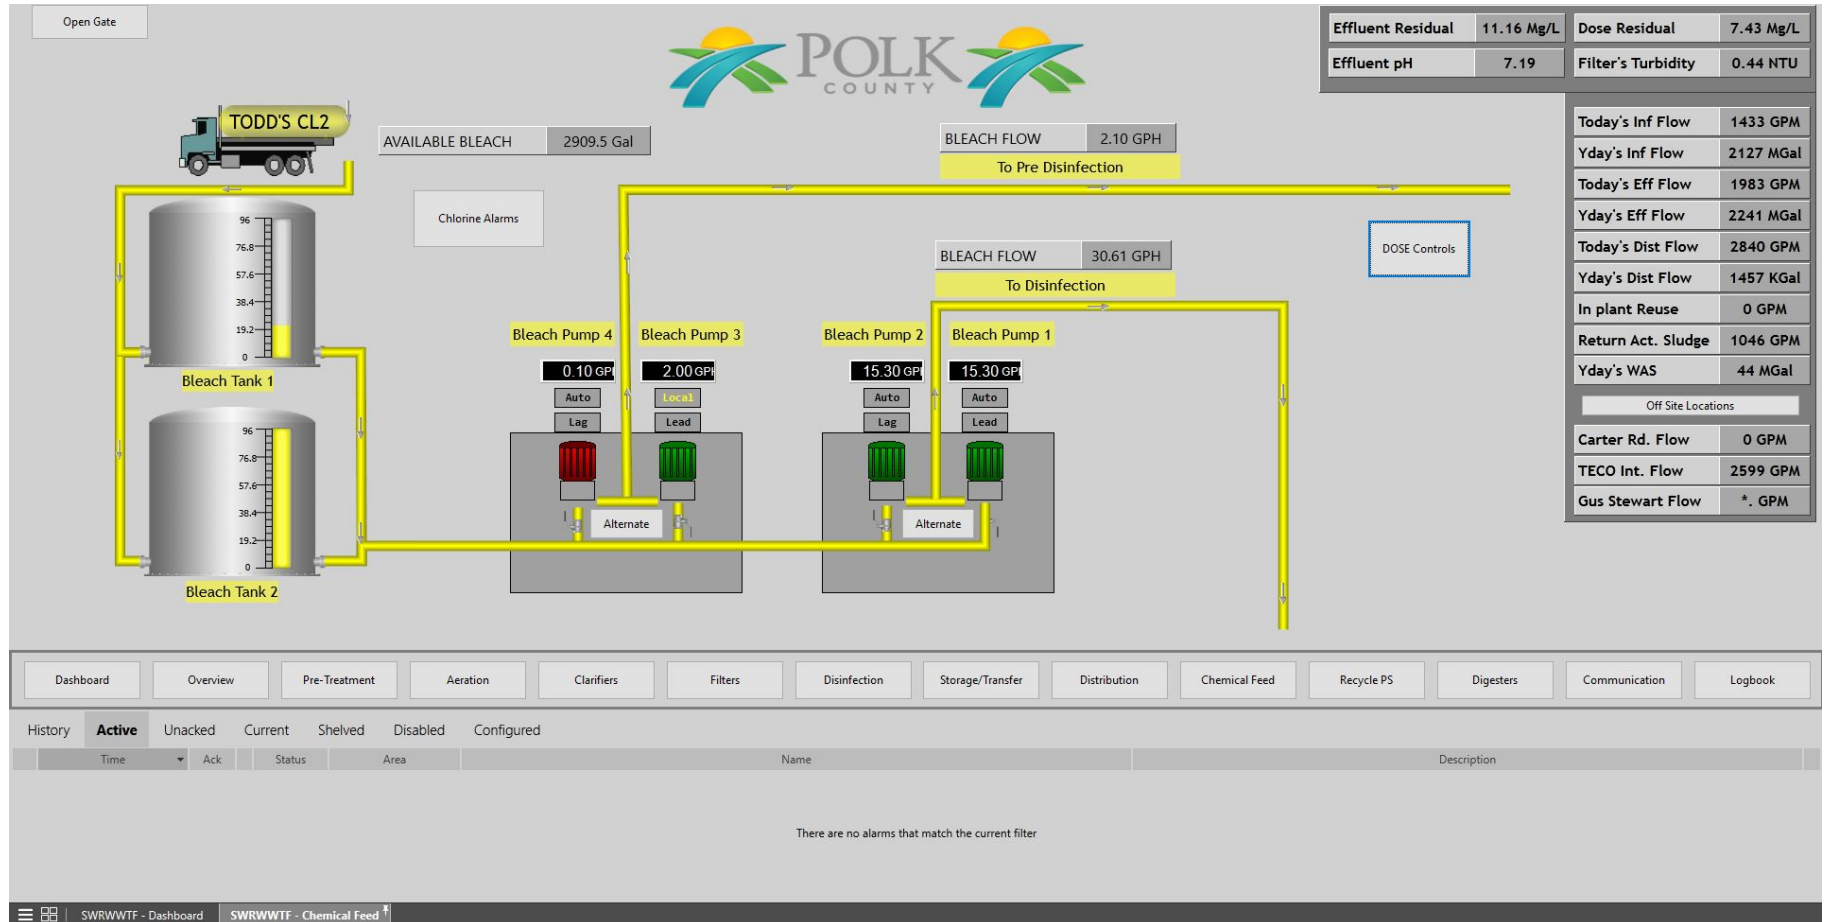 Open Gate
POLK
COUNTY
Effluent Residual 11.16 Mg/L Dose Residual 7.43 Mg/L
Effluent pH 7.19 Filter's Turbidity 0.44 NTU
TODD'S CL2
AVAILABLE BLEACH 2909.5 Gal
BLEACH FLOW 2.10 GPH
To Pre Disinfection
Chlorine Alarms
BLEACH FLOW 30.61 GPH
To Disinfection
DOSE Controls
Today's Inf Flow 1433 GPM
Yday's Inf Flow 2127 MGal
Today's Eff Flow 1983 GPM
Yday's Eff Flow 2241 MGal
Today's Dist Flow 2840 GPM
Yday's Dist Flow 1457 KGal
In plant Reuse 0 GPM
Return Act. Sludge 1046 GPM
Yday's WAS 44 MGal
Off Site Locations
Carter Rd. Flow 0 GPM
TECO Int. Flow 2599 GPM
Gus Stewart Flow *. GPM
96
76.8
57.6
38.4
19.2
0
Bleach Tank 1
96
76.8
57.6
38.4
19.2
0
Bleach Tank 2
Bleach Pump 4 Bleach Pump 3 Bleach Pump 2 Bleach Pump 1
0.10 GPH 2.00 GPH 15.30 GPH 15.30 GPH
Auto Local Auto Auto
Lag Lead Lag Lead
Alternate Alternate
Dashboard Overview Pre-Treatment Aeration Clarifiers Filters Disinfection Storage/Transfer Distribution Chemical Feed Recycle PS Digesters Communication Logbook
History Active Unacked Current Shelved Disabled Configured
Time Ack Status Area Name Description
There are no alarms that match the current filter
SWRWWTF - Dashboard SWRWWTF - Chemical Feed